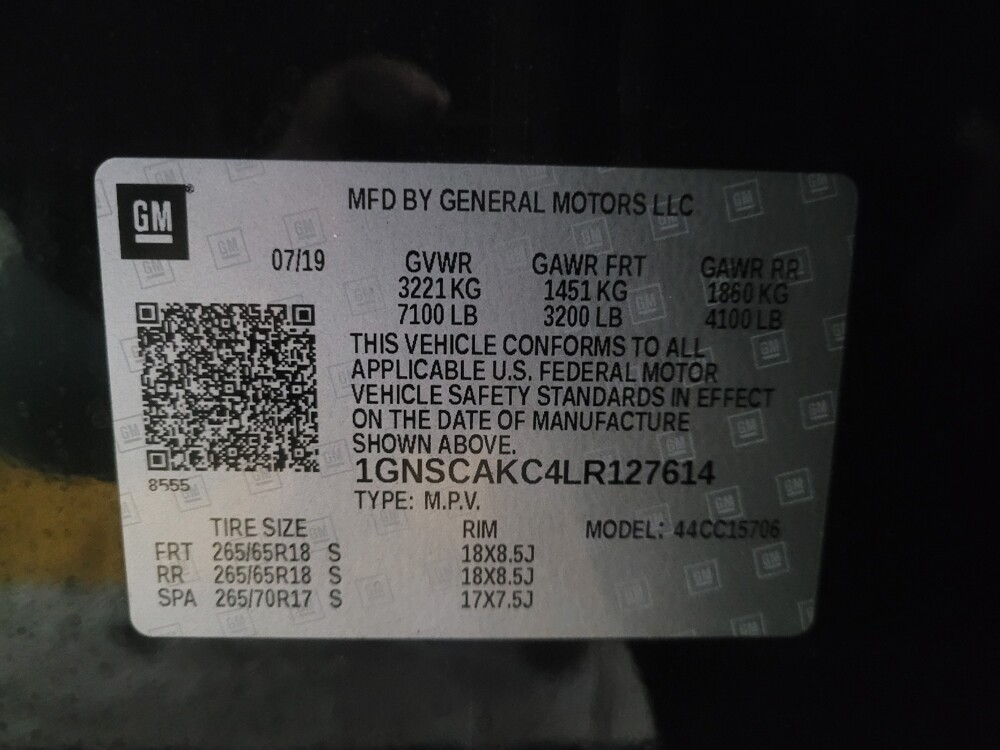 GM
MFD BY GENERAL MOTORS LLC
07/19 GVWR GAWR FRT GAWR RR
3221 KG 1451 KG 1860 KG
7100 LB 3200 LB 4100 LB
THIS VEHICLE CONFORMS TO ALL
APPLICABLE U.S. FEDERAL MOTOR
VEHICLE SAFETY STANDARDS IN EFFECT
ON THE DATE OF MANUFACTURE
SHOWN ABOVE.
1GNSCAKC4LR127614
8555
TYPE: M.P.V.
TIRE SIZE RIM MODEL: 44CC15706
FRT 265/65R18 S 18X8.5J
RR 265/65R18 S 18X8.5J
SPA 265/70R17 S 17X7.5J